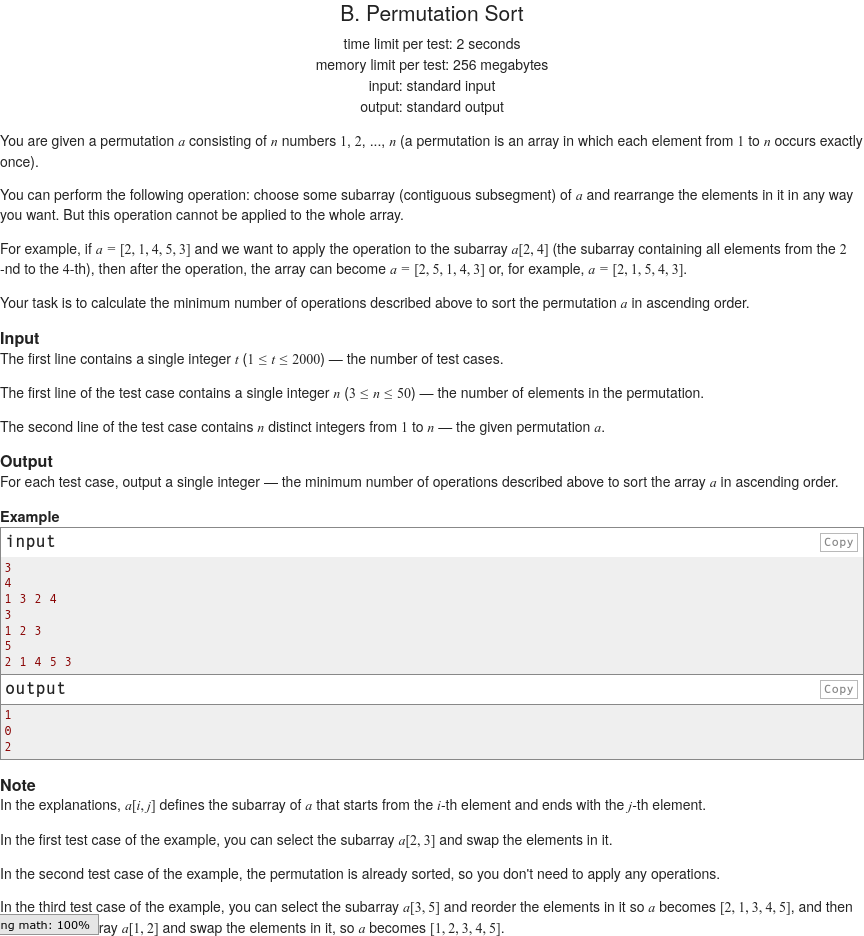 B. Permutation Sort
time limit per test: 2 seconds
memory limit per test: 256 megabytes
input: standard input
output: standard output
You are given a permutation a consisting of n numbers 1, 2, ..., n (a permutation is an array in which each element from 1 to n occurs exactly
once).
You can perform the following operation: choose some subarray (contiguous subsegment) of a and rearrange the elements in it in any way
you want. But this operation cannot be applied to the whole array.
For example, if a = [2, 1, 4, 5, 3] and we want to apply the operation to the subarray a[2, 4] (the subarray containing all elements from the 2
-nd to the 4-th), then after the operation, the array can become a = [2, 5, 1, 4, 3] or, for example, a = [2, 1, 5, 4, 3].
Your task is to calculate the minimum number of operations described above to sort the permutation a in ascending order.
Input
The first line contains a single integer t (1 ≤ t ≤ 2000) — the number of test cases.
The first line of the test case contains a single integer n (3 ≤ n ≤ 50) — the number of elements in the permutation.
The second line of the test case contains n distinct integers from 1 to n — the given permutation a.
Output
For each test case, output a single integer — the minimum number of operations described above to sort the array a in ascending order.
Example
input Copy
3
4
1 3 2 4
3
1 2 3
5
2 1 4 5 3
output Copy
1
0
2
Note
In the explanations, a[i, j] defines the subarray of a that starts from the i-th element and ends with the j-th element.
In the first test case of the example, you can select the subarray a[2, 3] and swap the elements in it.
In the second test case of the example, the permutation is already sorted, so you don't need to apply any operations.
In the third test case of the example, you can select the subarray a[3, 5] and reorder the elements in it so a becomes [2, 1, 3, 4, 5], and then
ng math: 100% ray a[1, 2] and swap the elements in it, so a becomes [1, 2, 3, 4, 5].